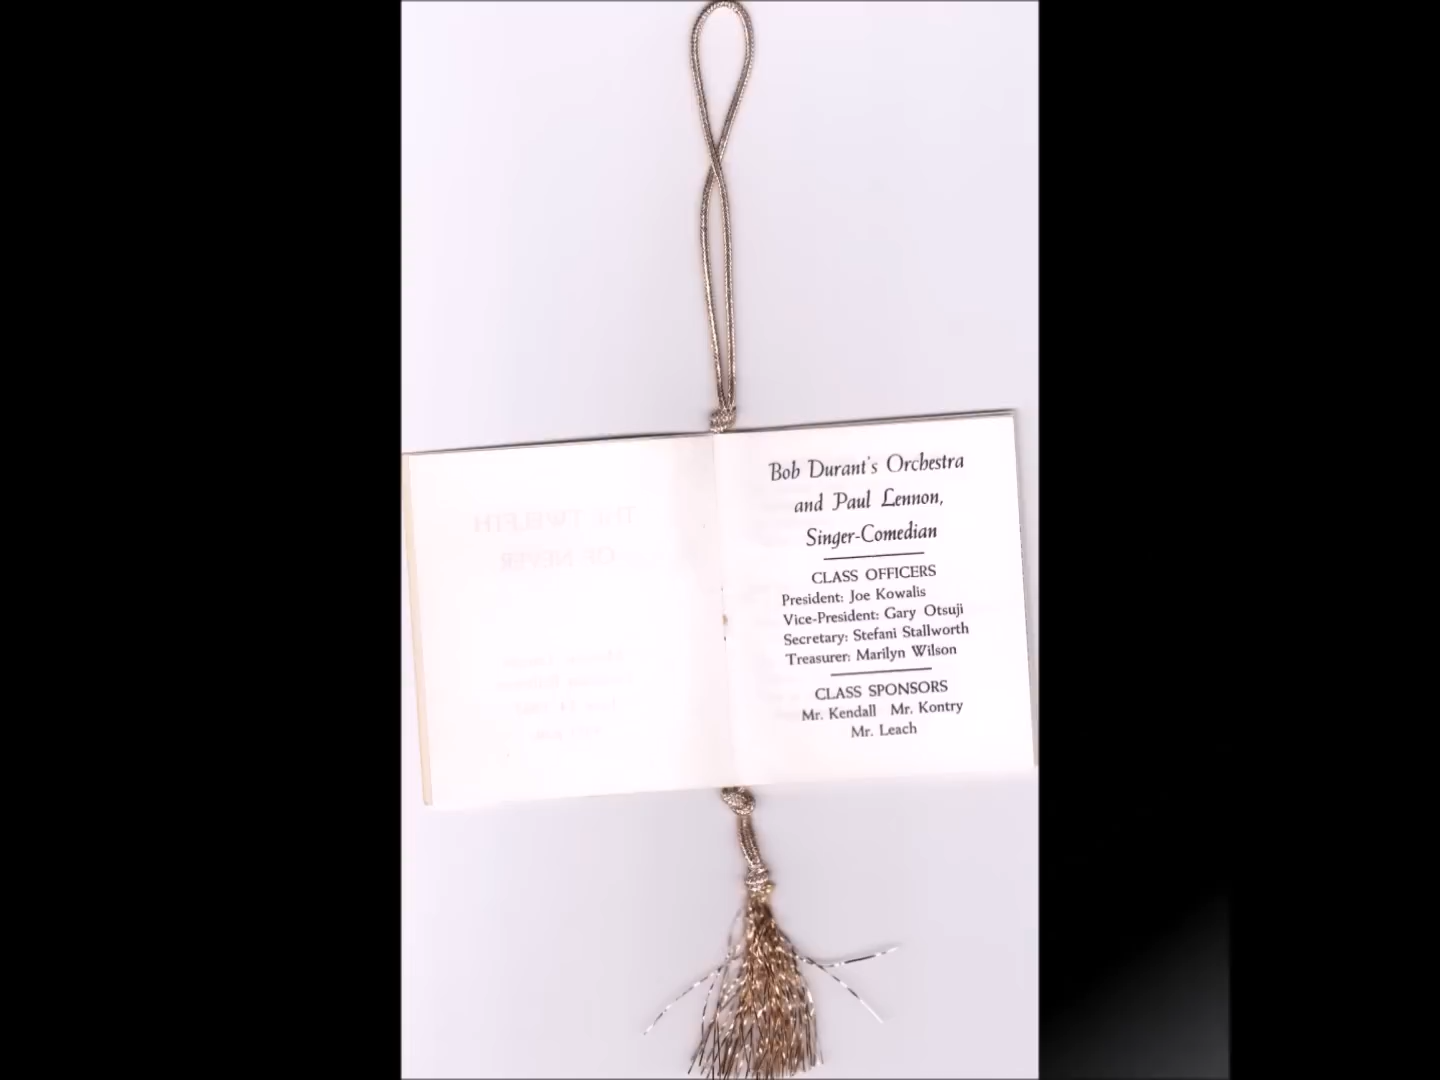 Bob Durant's Orchestra
and Paul Lennon,
Singer-Comedian
CLASS OFFICERS
President: Joe Kowalis
Vice-President: Gary Otsuji
Secretary: Stefani Stallworth
Treasurer: Marilyn Wilson
CLASS SPONSORS
Mr. Kendall Mr. Kontry
Mr. Leach